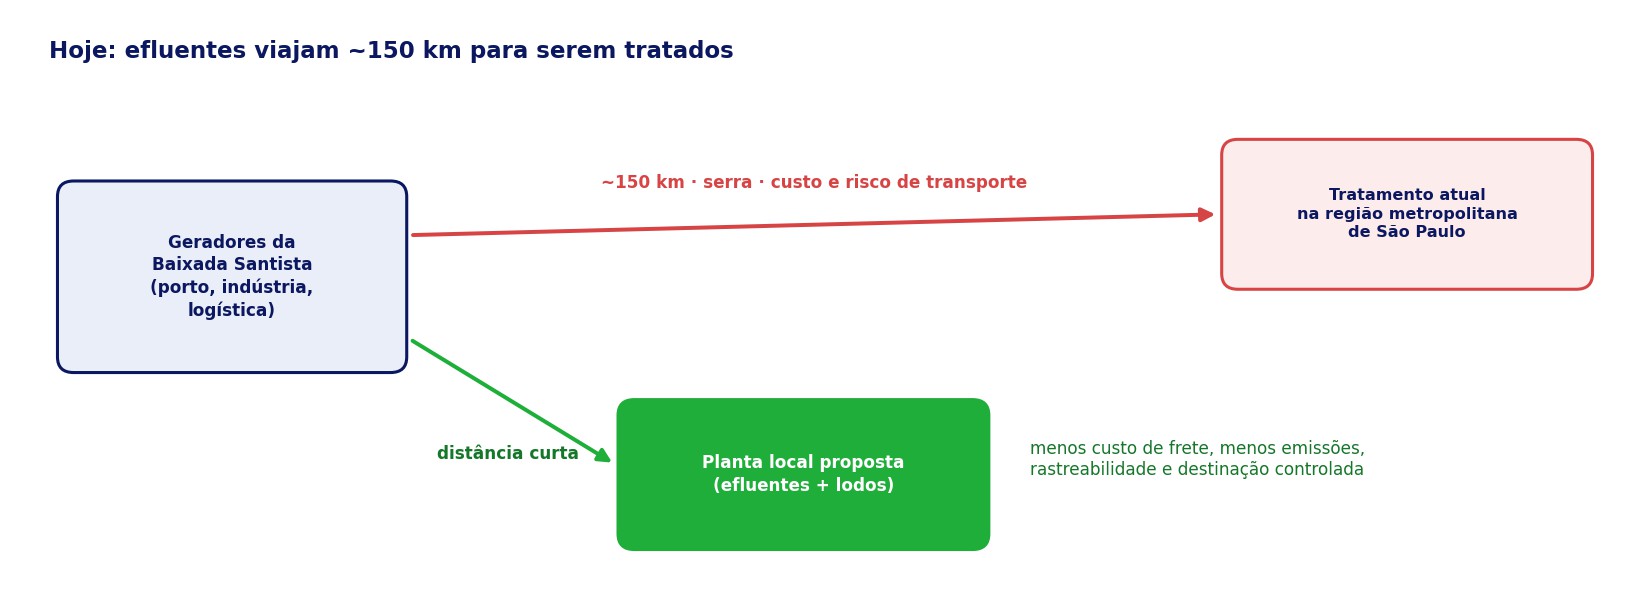 Hoje: efluentes viajam ~150 km para serem tratados
~150 km · serra · custo e risco de transporte
Tratamento atual
na região metropolitana
de São Paulo
Geradores da
Baixada Santista
(porto, indústria,
logística)
distância curta
Planta local proposta
(efluentes + lodos)
menos custo de frete, menos emissões,
rastreabilidade e destinação controlada